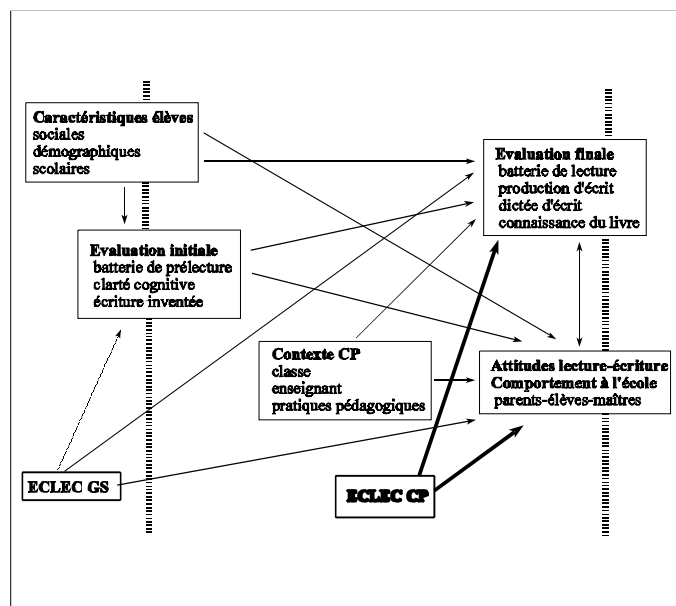 Caractéristiques élèves
sociales
démographiques
scolaires
Evaluation finale
batterie de lecture
production d'écrit
dictée d'écrit
connaissance du livre
Evaluation initiale
batterie de prélecture
clarté cognitive
écriture inventée
Contexte CP
classe
enseignant
pratiques pédagogiques
Attitudes lecture-écriture
Comportement à l'école
parents-élèves-maîtres
ECLEC GS
ECLEC CP